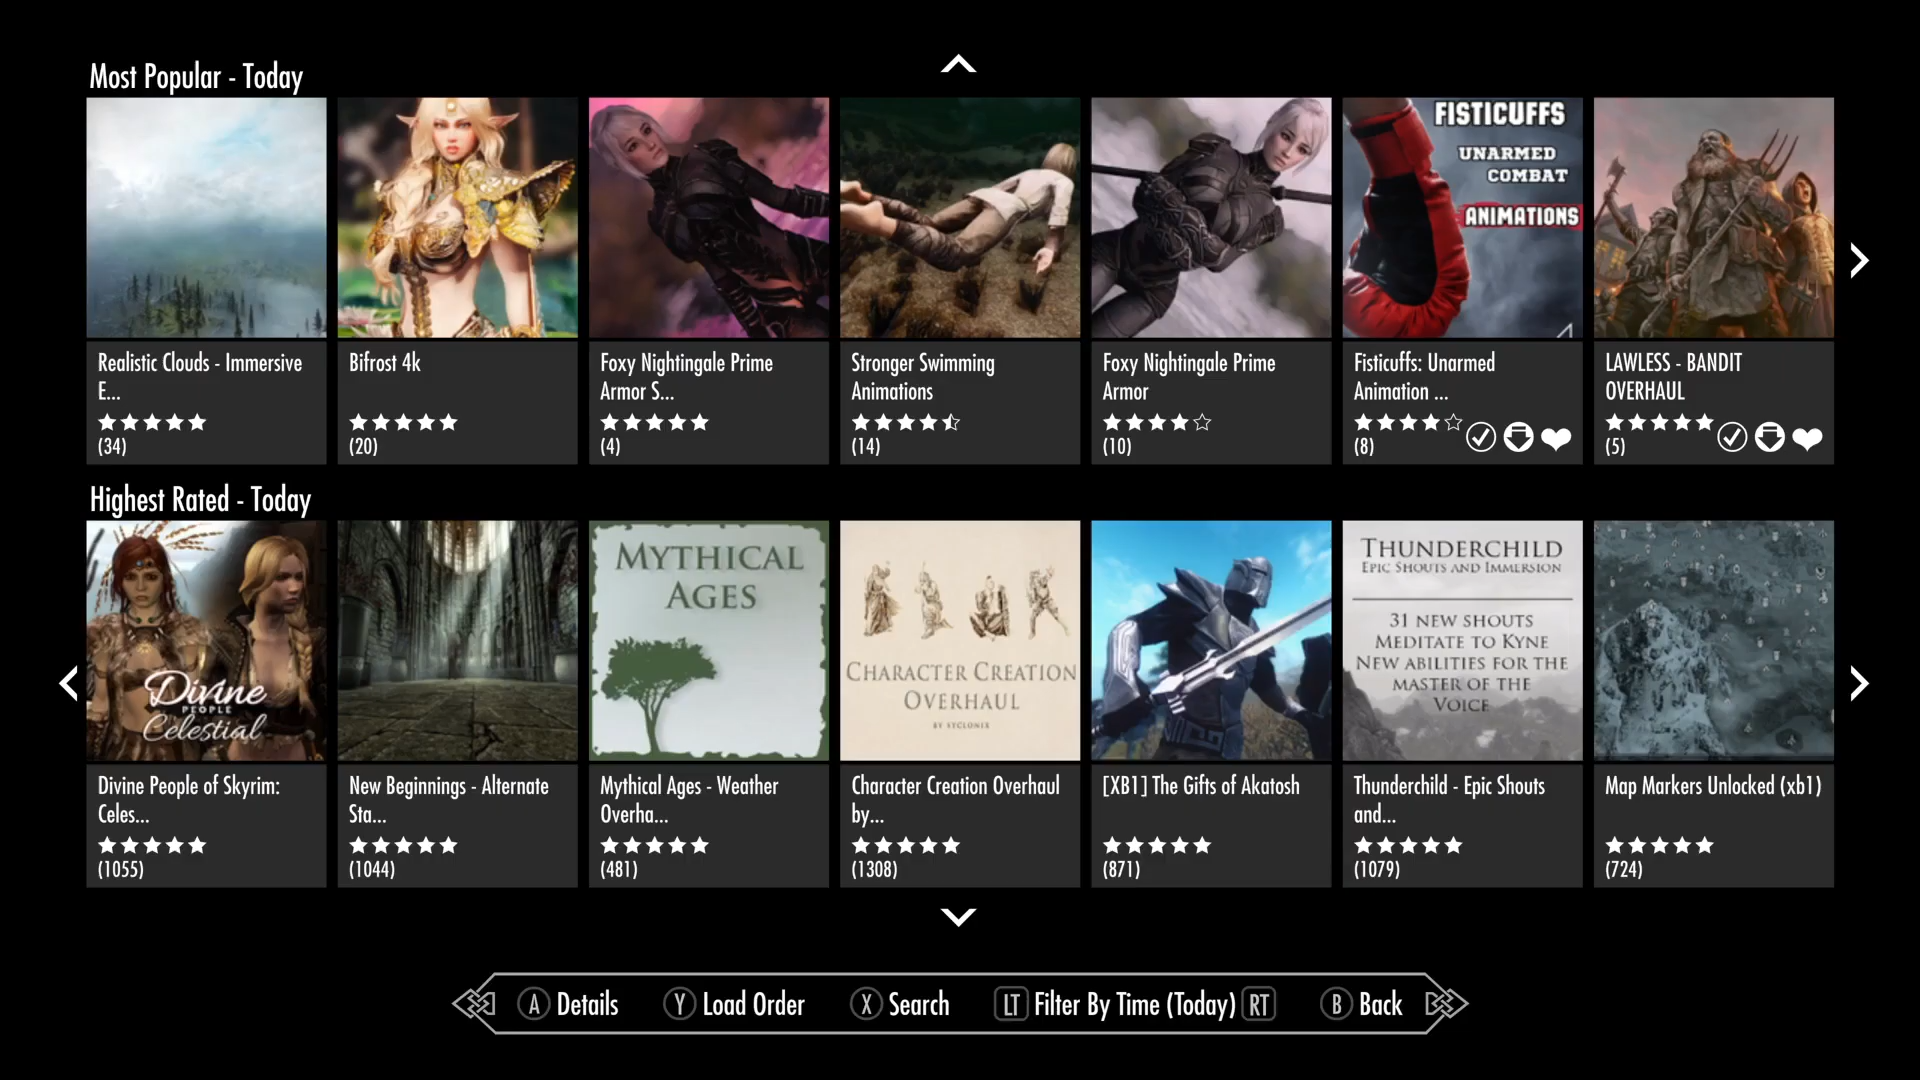 Most Popular - Today
FISTICUFFS
UNARMED
COMBAT
ANIMATIONS
Realistic Clouds - Immersive
E...
(34)
Bifrost 4k
(20)
Foxy Nightingale Prime
Armor S...
(4)
Stronger Swimming
Animations
(14)
Foxy Nightingale Prime
Armor
(10)
Fisticuffs: Unarmed
Animation ...
(8)
LAWLESS - BANDIT
OVERHAUL
(5)
Highest Rated - Today
Divine
PEOPLE
Celestial
MYTHICAL
AGES
CHARACTER CREATION
OVERHAUL
BY SYCLONIX
THUNDERCHILD
EPIC SHOUTS AND IMMERSION
31 NEW SHOUTS
MEDITATE TO KYNE
NEW ABILITIES FOR THE
MASTER OF THE
VOICE
Divine People of Skyrim:
Celes...
(1055)
New Beginnings - Alternate
Sta...
(1044)
Mythical Ages - Weather
Overha...
(481)
Character Creation Overhaul
by...
(1308)
[XB1] The Gifts of Akatosh
(871)
Thunderchild - Epic Shouts
and...
(1079)
Map Markers Unlocked (xb1)
(724)
A Details Y Load Order X Search LT Filter By Time (Today) RT B Back